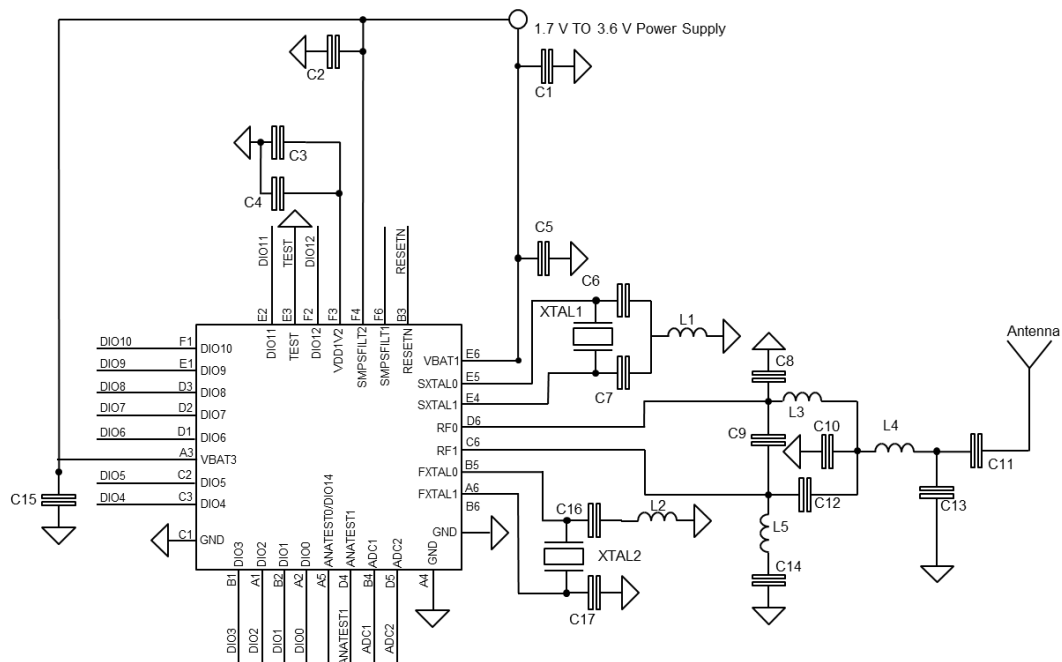 1.7 V TO 3.6 V Power Supply
C2
C1
C3
C4
C5
C6
DIO11
TEST
DIO12
RESETN
E2
E3
F2
F3
F4
F6
B3
DIO11
TEST
DIO12
VDD1V2
SMPSFILT2
SMPSFILT1
RESETN
XTAL1
L1
Antenna
DIO10 F1 DIO10
DIO9 E1 DIO9
DIO8 D3 DIO8
DIO7 D2 DIO7
DIO6 D1 DIO6
A3 VBAT3
DIO5 C2 DIO5
DIO4 C3 DIO4
C1 GND
C15
VBAT1 E6
SXTAL0 E5
SXTAL1 E4
RF0 D6
RF1 C6
FXTAL0 B5
FXTAL1 A6
B6
GND
C7
C8
L3
C9
C10
L4
C11
C12
C13
L5
C14
C16
L2
XTAL2
C17
DIO3
DIO2
DIO1
DIO0
ANATEST0/DIO14
ANATEST1
ADC1
ADC2
GND
B1
A1
B2
A2
A5
D4
B4
D5
A4
DIO3
DIO2
DIO1
DIO0
ANATEST1
ADC1
ADC2